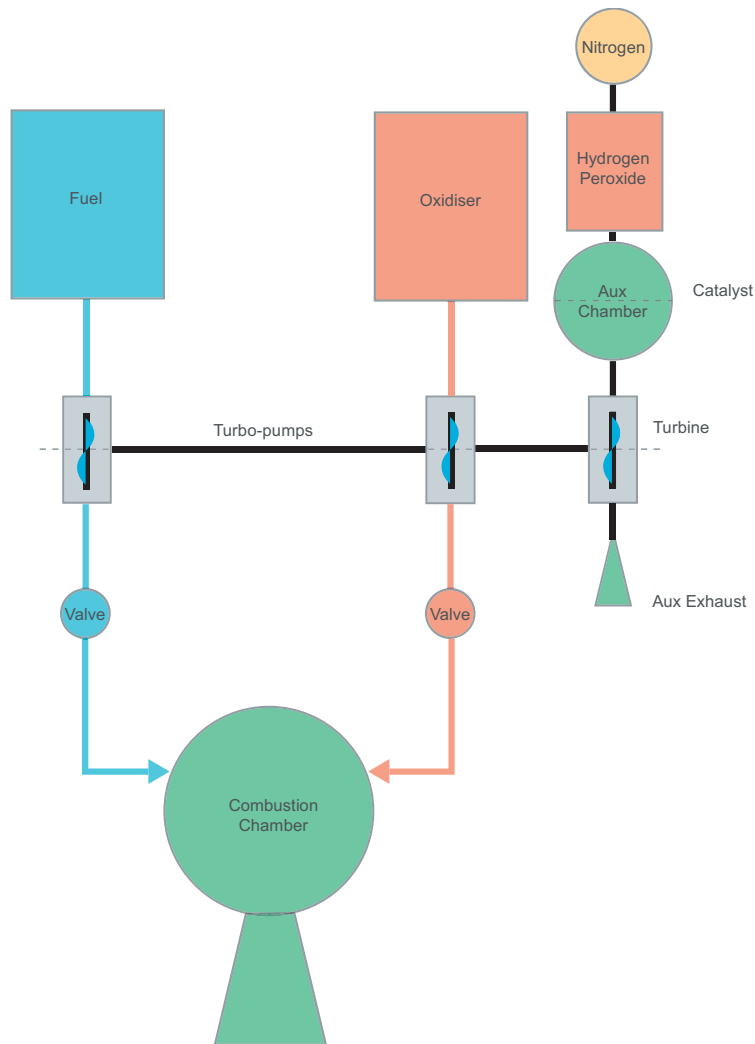 Nitrogen
Hydrogen
Peroxide
Fuel
Oxidiser
Aux
Chamber
Catalyst
Turbo-pumps
Turbine
Valve
Valve
Aux Exhaust
Combustion
Chamber